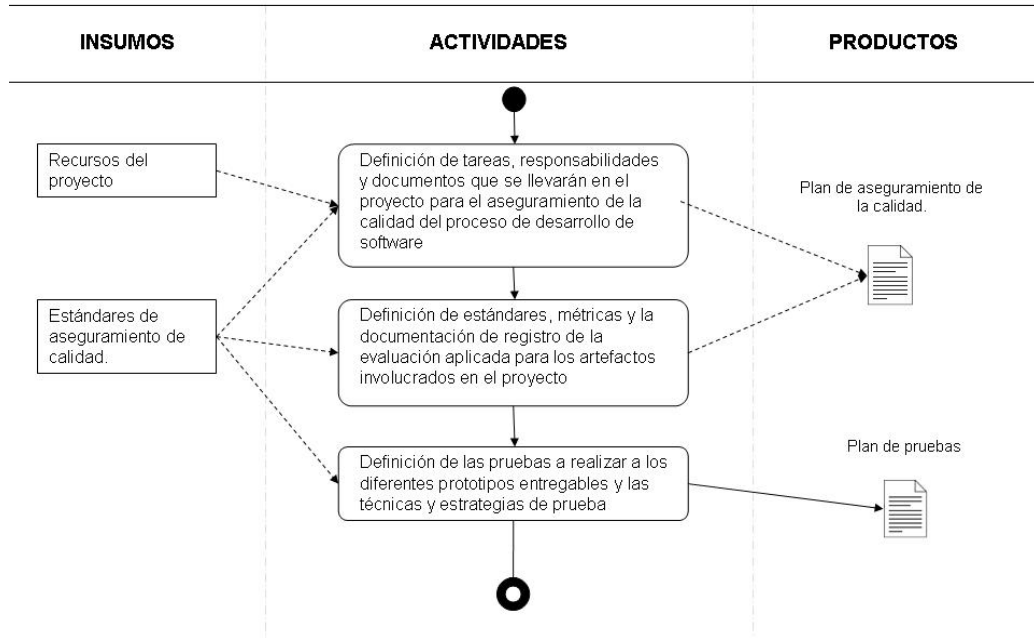 INSUMOS
ACTIVIDADES
PRODUCTOS
Recursos del
proyecto
Definición de tareas, responsabilidades
y documentos que se llevarán en el
proyecto para el aseguramiento de la
calidad del proceso de desarrollo de
software
Plan de aseguramiento de
la calidad.
Estándares de
aseguramiento de
calidad.
Definición de estándares, métricas y la
documentación de registro de la
evaluación aplicada para los artefactos
involucrados en el proyecto
Definición de las pruebas a realizar a los
diferentes prototipos entregables y las
técnicas y estrategias de prueba
Plan de pruebas